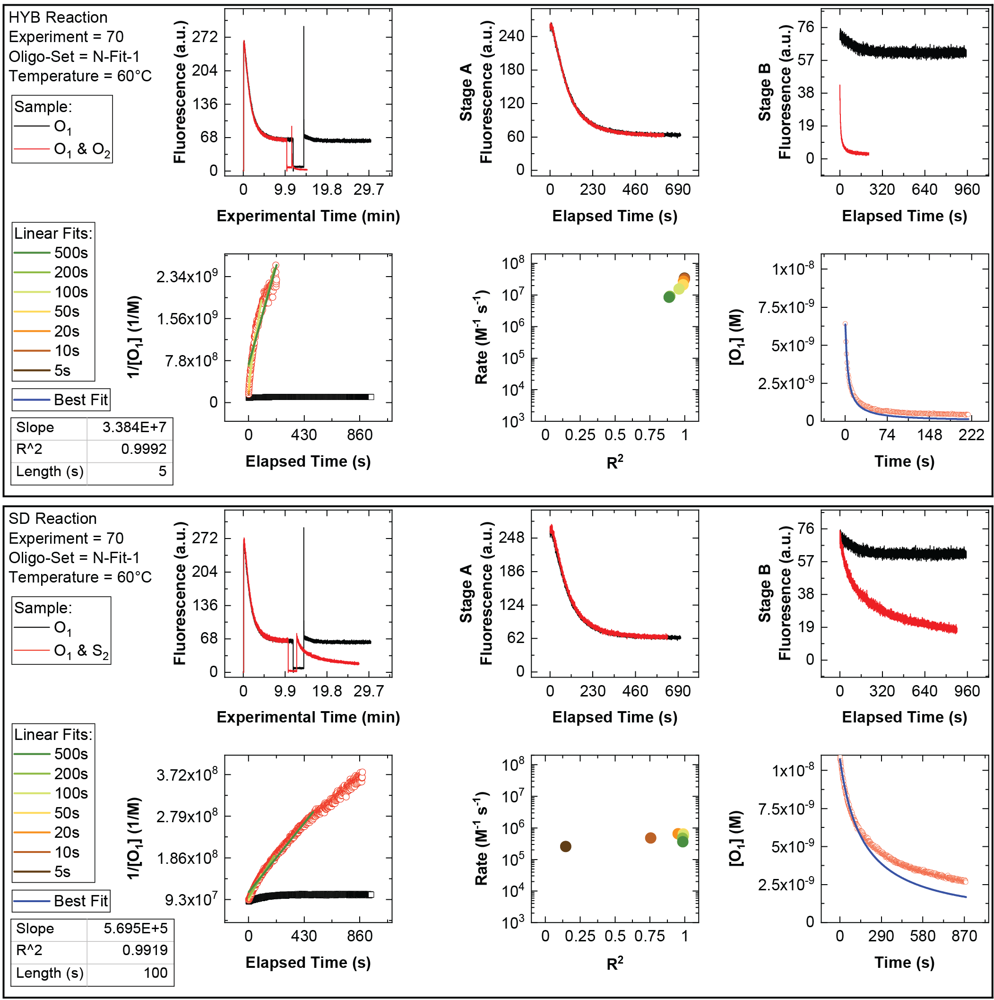 HYB Reaction
Experiment = 70
Oligo-Set = N-Fit-1
Temperature = 60°C
Sample:
O1
O1 & O2
Fluorescence (a.u.)
272
204
136
68
0
0 9.9 19.8 29.7
Experimental Time (min)
Stage A
Fluorescence (a.u.)
240
180
120
60
0
0 230 460 690
Elapsed Time (s)
Stage B
Fluoresence (a.u.)
76
57
38
19
0
0 320 640 960
Elapsed Time (s)
Linear Fits:
500s
200s
100s
50s
20s
10s
5s
Best Fit
Slope 3.384E+7
R^2 0.9992
Length (s) 5
1/[O1] (1/M)
2.34x10^9
1.56x10^9
7.8x10^8
0
0 430 860
Elapsed Time (s)
Rate (M^-1 s^-1)
10^8
10^7
10^6
10^5
10^4
10^3
0 0.25 0.5 0.75 1
R^2
[O1] (M)
1x10^-8
7.5x10^-9
5x10^-9
2.5x10^-9
0
0 74 148 222
Time (s)
SD Reaction
Experiment = 70
Oligo-Set = N-Fit-1
Temperature = 60°C
Sample:
O1
O1 & S2
Fluorescence (a.u.)
272
204
136
68
0
0 9.9 19.8 29.7
Experimental Time (min)
Stage A
Fluorescence (a.u.)
248
186
124
62
0
0 230 460 690
Elapsed Time (s)
Stage B
Fluoresence (a.u.)
76
57
38
19
0
0 320 640 960
Elapsed Time (s)
Linear Fits:
500s
200s
100s
50s
20s
10s
5s
Best Fit
Slope 5.695E+5
R^2 0.9919
Length (s) 100
1/[O1] (1/M)
3.72x10^8
2.79x10^8
1.86x10^8
9.3x10^7
0 430 860
Elapsed Time (s)
Rate (M^-1 s^-1)
10^8
10^7
10^6
10^5
10^4
10^3
0 0.25 0.5 0.75 1
R^2
[O1] (M)
1x10^-8
7.5x10^-9
5x10^-9
2.5x10^-9
0
0 290 580 870
Time (s)